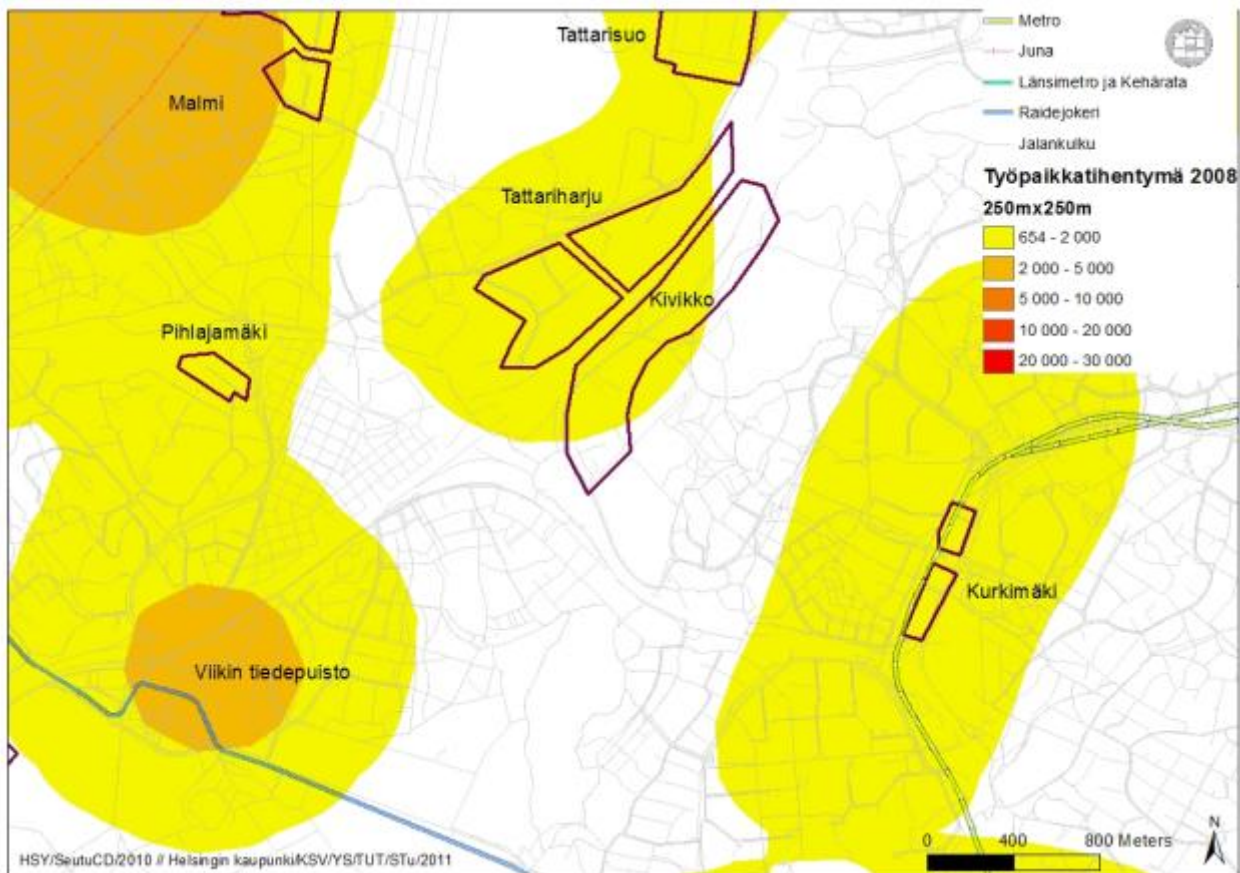 Metro
Juna
Länsimetro ja Kehärata
Raidejokeri
Jalankulku
Työpaikkatihentymä 2008
250mx250m
654 - 2 000
2 000 - 5 000
5 000 - 10 000
10 000 - 20 000
20 000 - 30 000
Tattarisuo
Malmi
Tattariharju
Kivikko
Pihlajamäki
Kurkimäki
Viikin tiedepuisto
N
0 400 800 Meters
HSY/SeutuCD/2010 // Helsingin kaupunki/KSV/YS/TUT/STu/2011